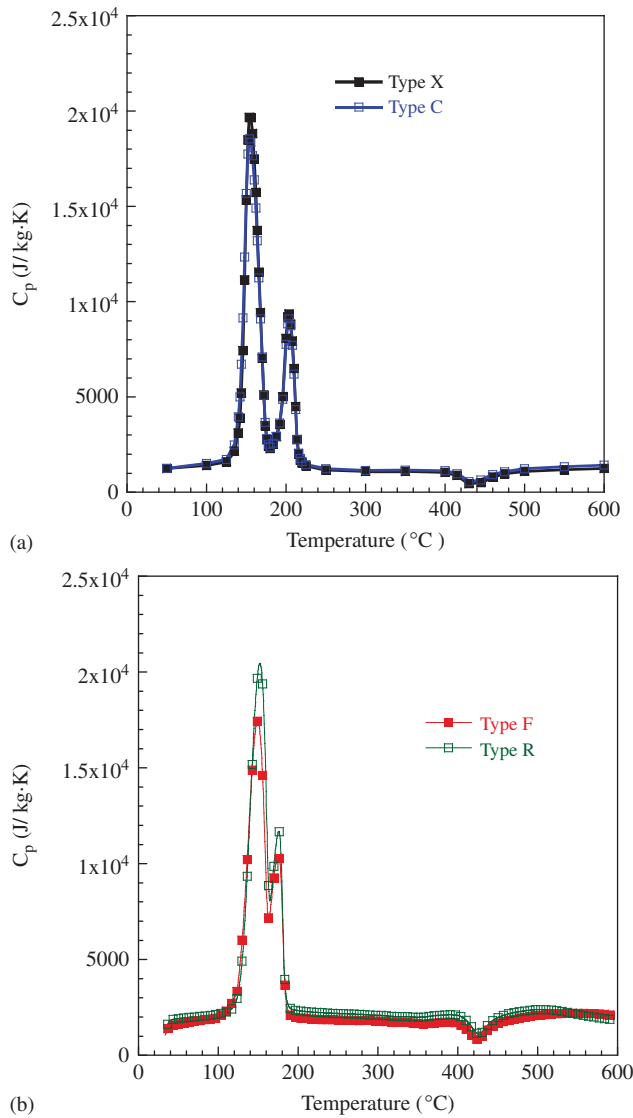 2.5x10⁴
2x10⁴
1.5x10⁴
1x10⁴
5000
0
Cₚ (J/kg·K)
Type X
Type C
0 100 200 300 400 500 600
(a)
Temperature (°C)
2.5x10⁴
2x10⁴
1.5x10⁴
1x10⁴
5000
0
Cₚ (J/kg·K)
Type F
Type R
0 100 200 300 400 500 600
(b)
Temperature (°C)